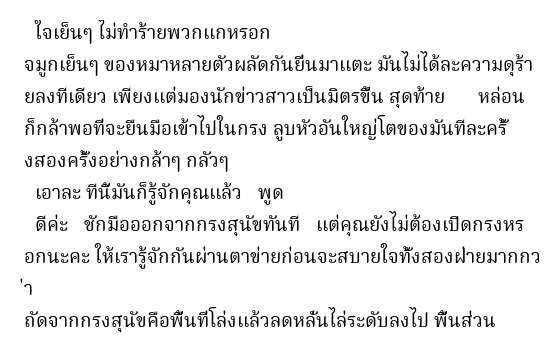 ใจเย็นๆ ไม่ทำร้ายพวกแกหรอก
จมูกเย็นๆ ของหมาหลายตัวผลัดกันยื่นมาแตะ มันไม่ได้ละความดุร้า
ยลงทีเดียว เพียงแต่มองนักข่าวสาวเป็นมิตรขึ้น สุดท้าย หล่อน
ก็กล้าพอที่จะยืนมือเข้าไปในกรง ลูบหัวอันใหญ่โตของมันทีละครั้
งสองครั้งอย่างกล้าๆ กลัวๆ
เอาละ ทีนี้มันก็รู้จักคุณแล้ว พูด
ดีค่ะ ชักมือออกจากกรงสุนัขทันที แต่คุณยังไม่ต้องเปิดกรงหร
อกนะคะ ให้เรารู้จักกันผ่านตาข่ายก่อนจะสบายใจทั้งสองฝ่ายมากกว
่า
ถัดจากกรงสุนัขคือพื้นที่โล่งแล้วลดหลั่นไล่ระดับลงไป พื้นส่วน